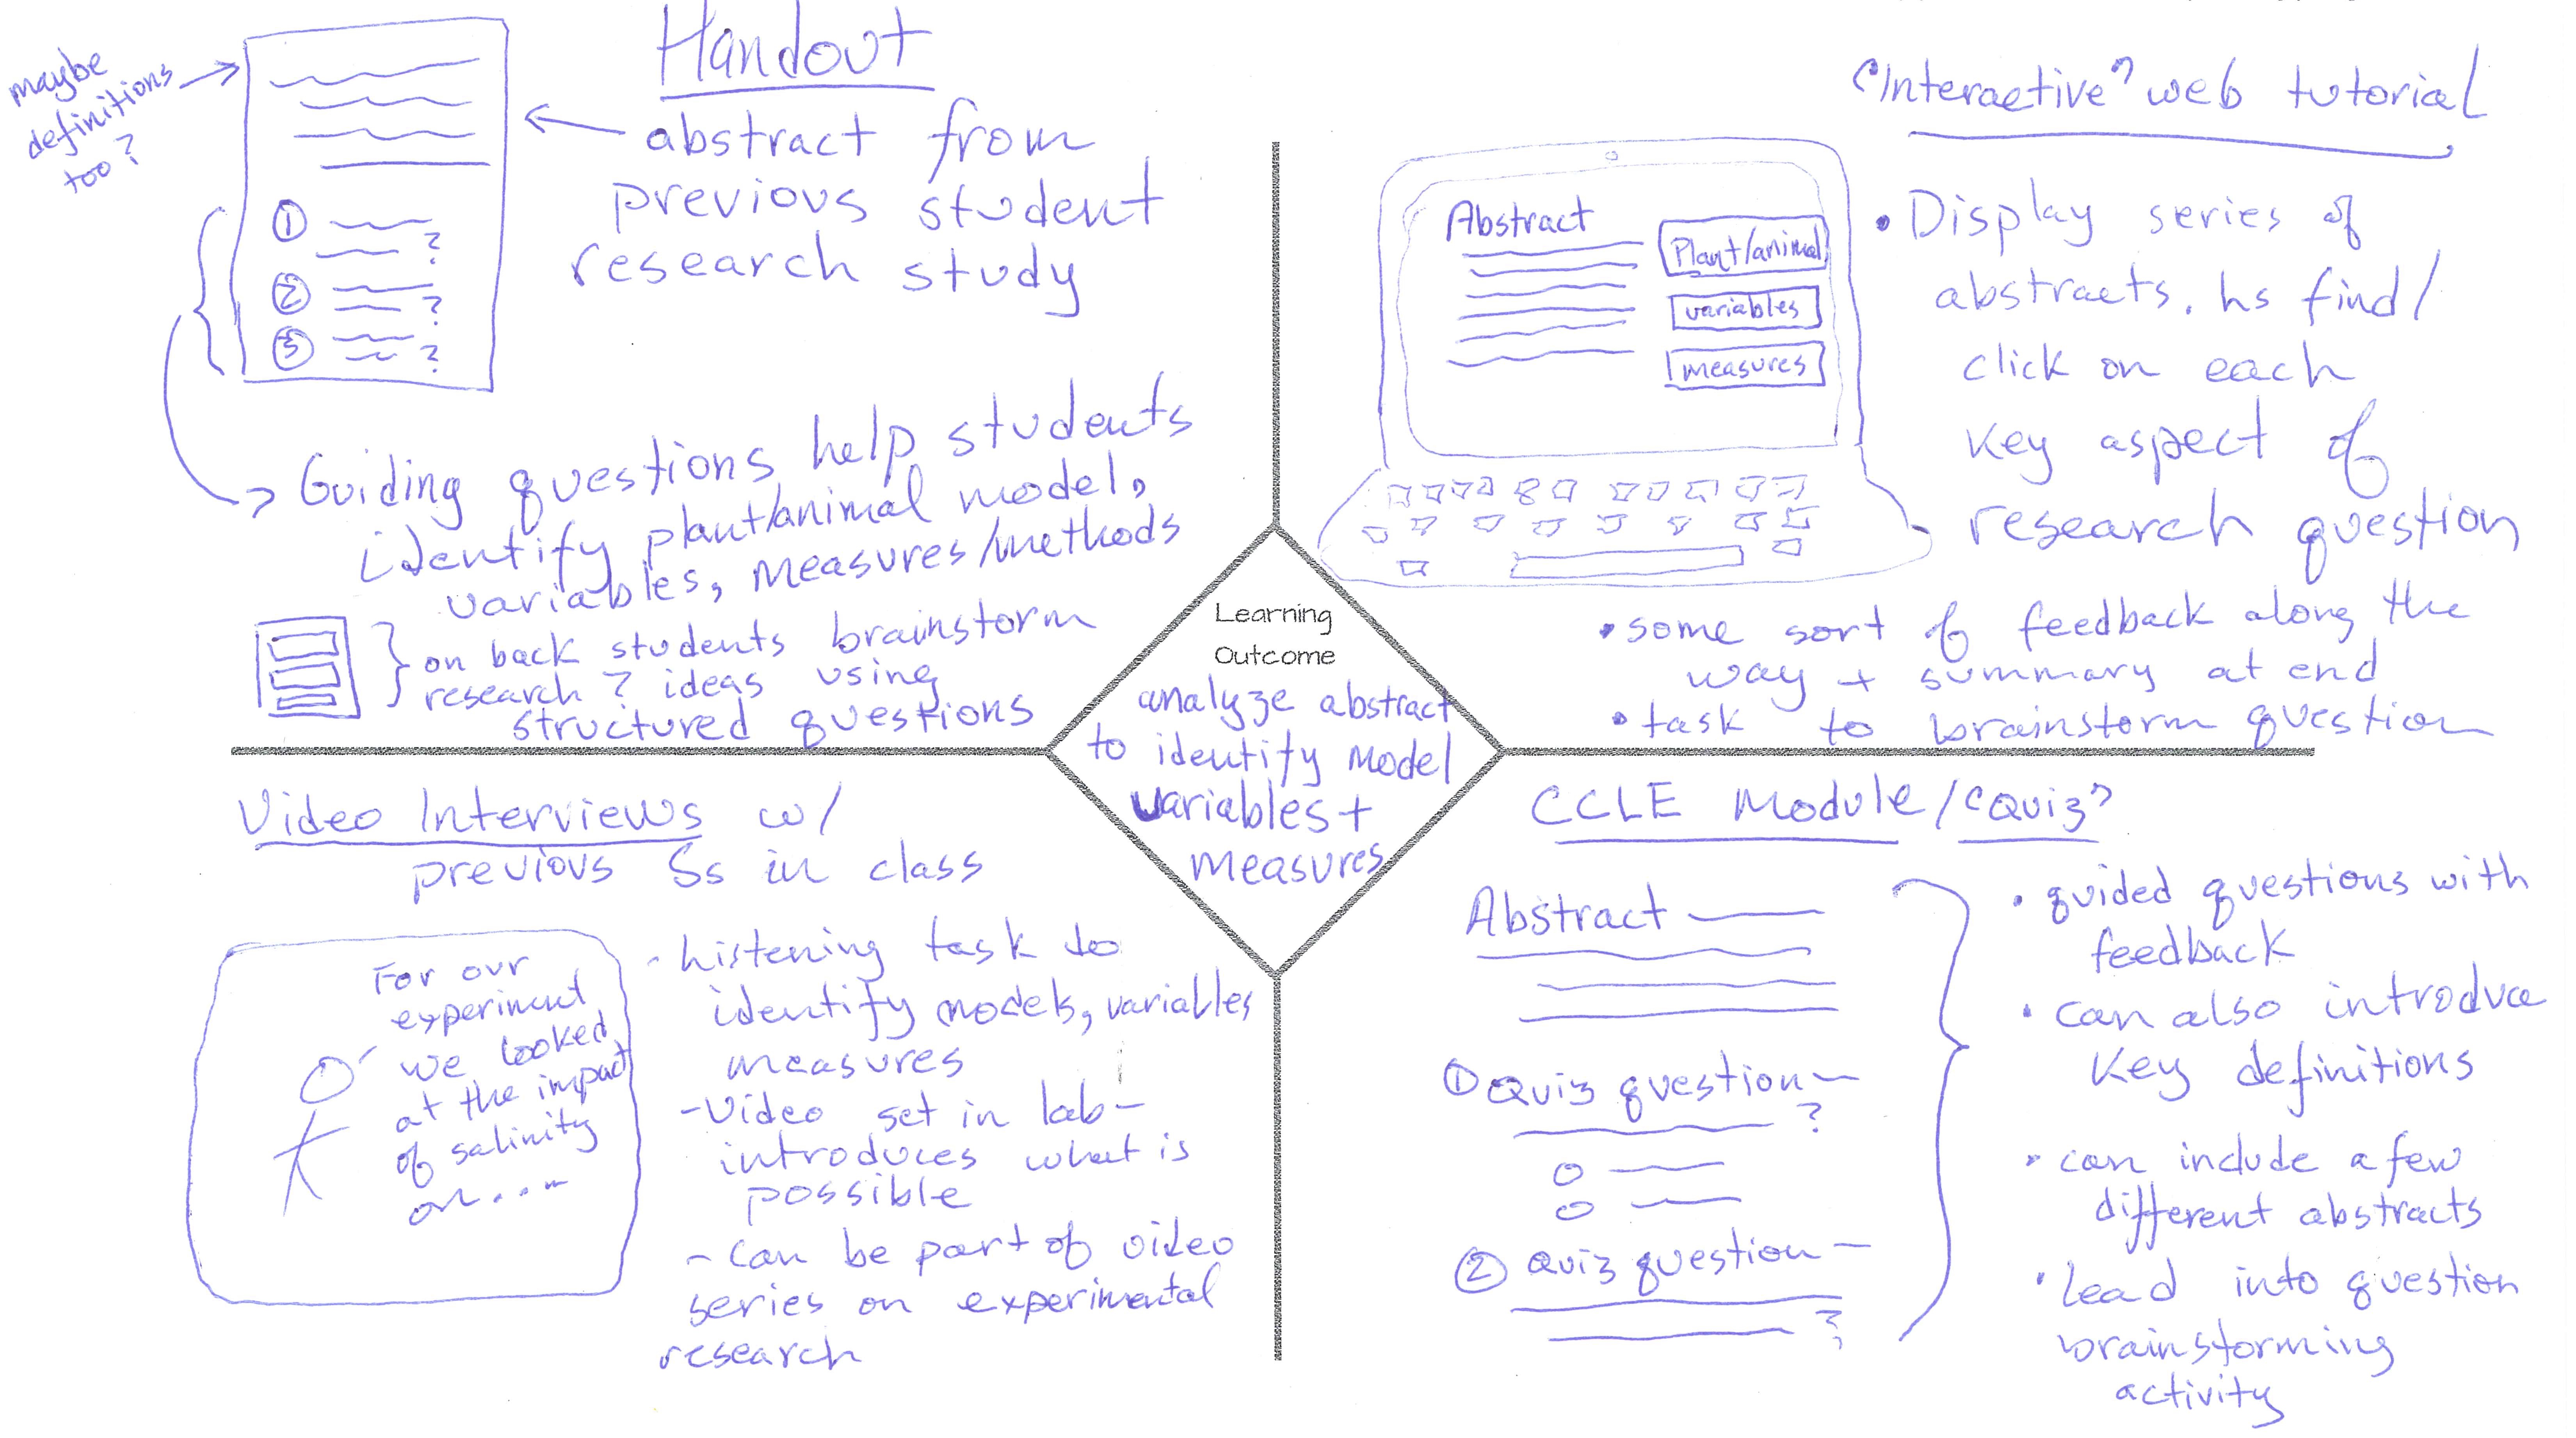 Handout
maybe
definitions
too?
abstract from
previous student
research study
1
?
2
?
3
?
Guiding questions help students
identify plant/animal model,
variables, measures/methods
on back students brainstorm
research ? ideas using
structured questions
"Interactive" web tutorial
Abstract
Plant/animal
variables
measures
• Display series of
abstracts.
find/
click on each
key aspect of
research question
• some sort of feedback along the
way + summary at end
• task to brainstorm question
Learning
Outcome
analyze abstract
to identify model
variables +
measures
Video Interviews w/
previous Ss in class
For our
experiment
we looked
at the impact
of salinity
on....
- Listening task to
identify models, variables
measures
- Video set in lab -
introduces what is
possible
- can be part of video
series on experimental
research
CCLE Module/"Quiz"
Abstract
① Quiz question
?
② Quiz question
?
• guided questions with
feedback
• can also introduce
key definitions
• can include a few
different abstracts
• Lead into question
brainstorming
activity